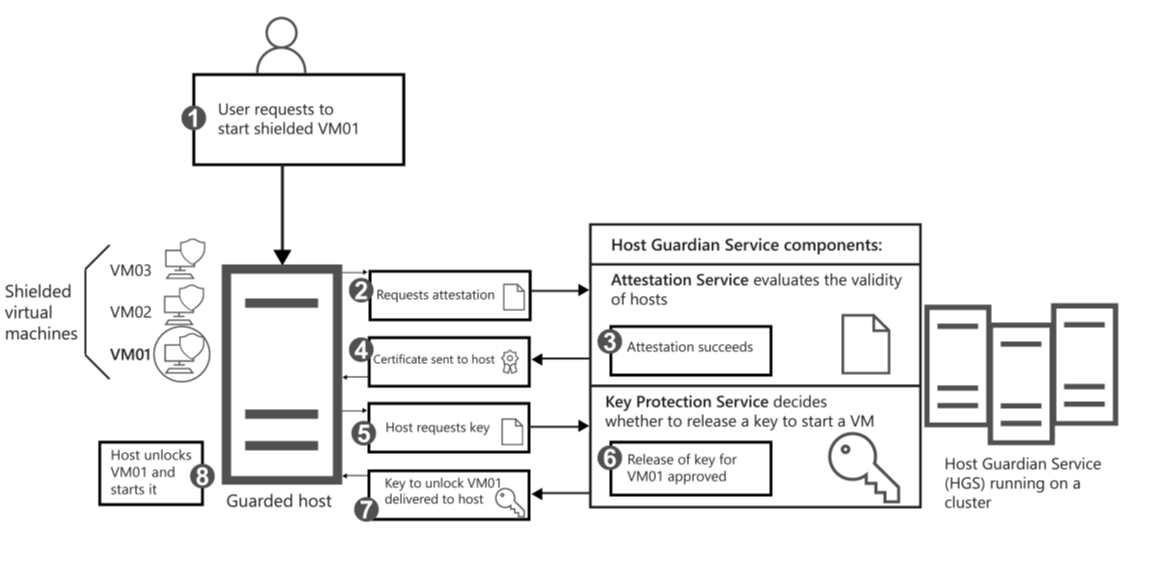 1
User requests to
start shielded VM01
Shielded
virtual
machines
VM03
VM02
VM01
Guarded host
2
Requests attestation
Host Guardian Service components:
Attestation Service evaluates the validity
of hosts
3
Attestation succeeds
4
Certificate sent to host
5
Host requests key
Key Protection Service decides
whether to release a key to start a VM
6
Release of key for
VM01 approved
7
Key to unlock VM01
delivered to host
8
Host unlocks
VM01 and
starts it
Host Guardian Service
(HGS) running on a
cluster